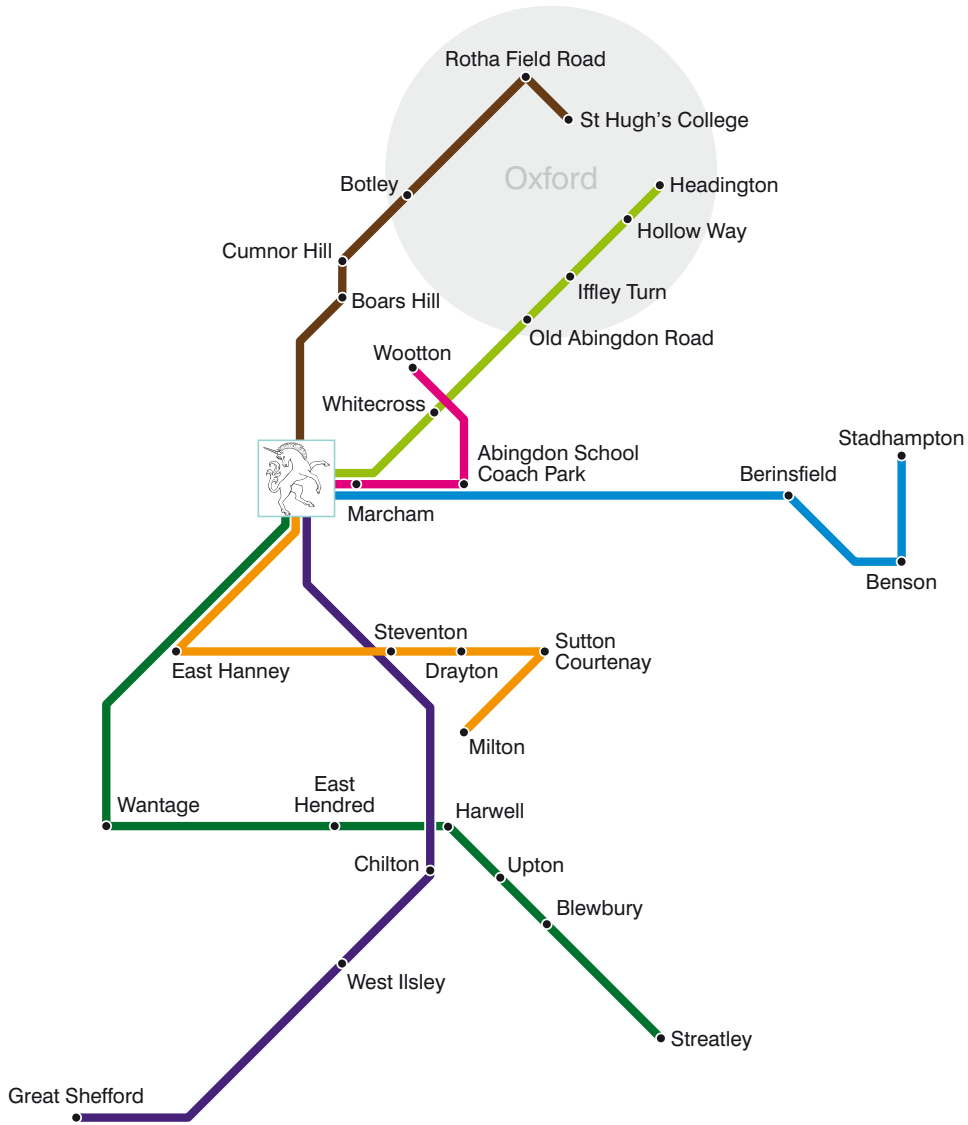 Rotha Field Road
St Hugh's College
Oxford
Botley
Headington
Hollow Way
Cumnor Hill
Iffley Turn
Boars Hill
Old Abingdon Road
Wootton
Whitecross
Abingdon School
Coach Park
Stadhampton
Berinsfield
Marcham
Benson
Steventon
Sutton
Courtenay
East Hanney
Drayton
Milton
Wantage
East
Hendred
Harwell
Chilton
Upton
Blewbury
West Ilsley
Streatley
Great Shefford